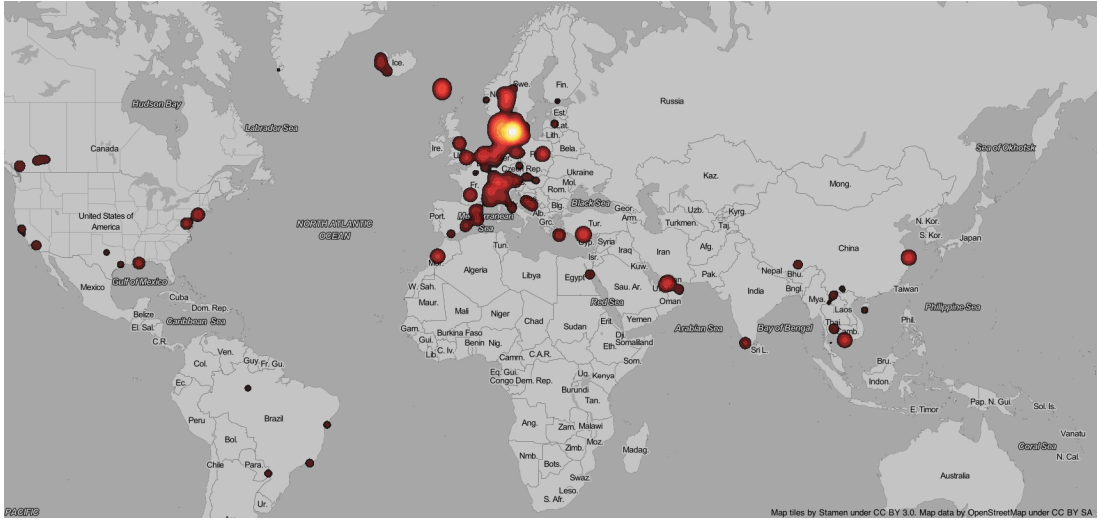 Ice.
Swe.
Fin.
Russia
Hudson Bay
Est
Lat.
Labrador Sea
Lith.
Sea of Okhotsk
Canada
Ire.
Bela.
Czech Rep.
Ukraine
Kaz.
Fr.
Mol.
Mong.
Rom.
Blg.
Black Sea
Geor.
Uzb.
Kyrg.
Port.
Alb.
Arm.
Turkmen.
Taj.
N. Kor.
United States of
America
NORTH ATLANTIC
OCEAN
Sea
Grc.
Tur.
S. Kor.
Japan
Tun.
Syria
Iraq
Iran
Afg.
China
Isr.
Mor.
Kuw.
Pak.
Nepal
Bhu.
Algeria
Libya
Egypt
Mexico
Gulf of Mexico
W. Sah.
Sau. Ar.
Bngl.
Taiwan
Cuba
Maur.
Red Sea
Oman
India
Mya.
Laos
Dom. Rep.
Mali
Niger
Philippine Sea
Belize
Caribbean Sea
Chad
Sudan
Erit.
Yemen
Arabian Sea
Bay of Bengal
Thai.
Phil.
El. Sal.
Gam.
Burkina Faso
Dji.
Camb.
C.R.
Gui.
Benin
Nig.
Somaliland
Ven.
Lib.
C. Iv.
C.A.R.
Eth.
Sri L.
Col.
Guy
Fr. Gu.
Camm.
Som.
Bru.
Ec.
Eq. Gui.
Ug.
Kenya
Indon.
Congo
Dem. Rep.
Burundi
Peru
Brazil
Tan.
Pap. N. Gui.
Sol. Is.
E. Timor
Ang.
Zam.
Malawi
Bol.
Moz.
Vanatu
Zimb.
Madag.
Coral Sea
Nmb.
Bots.
N. Cal.
Chile
Para.
Swaz.
Australia
Leso.
S. Afr.
Ur.
PACIFIC
Map tiles by Stamen under CC BY 3.0. Map data by OpenStreetMap under CC BY SA